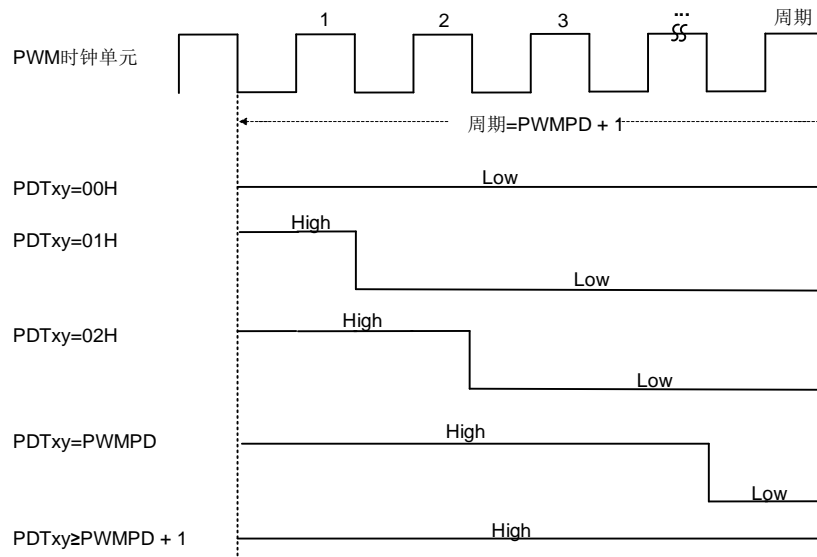 1 2 3 ... 周期
PWM时钟单元
周期=PWMPD + 1
PDTxy=00H Low
PDTxy=01H High Low
PDTxy=02H High Low
PDTxy=PWMPD High Low
PDTxy≥PWMPD + 1 High